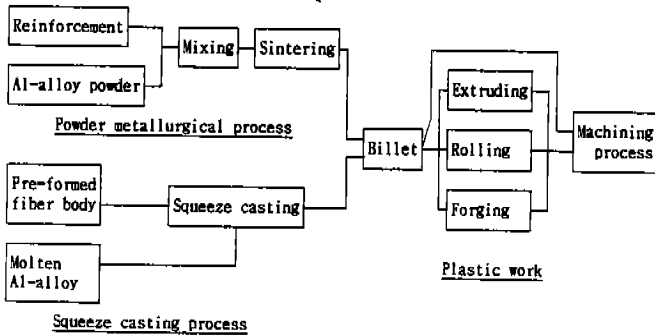 Reinforcement
Al-alloy powder
Mixing
Sintering
Powder metallurgical process
Pre-formed
fiber body
Molten
Al-alloy
Squeeze casting
Squeeze casting process
Billet
Extruding
Rolling
Forging
Plastic work
Machining
process